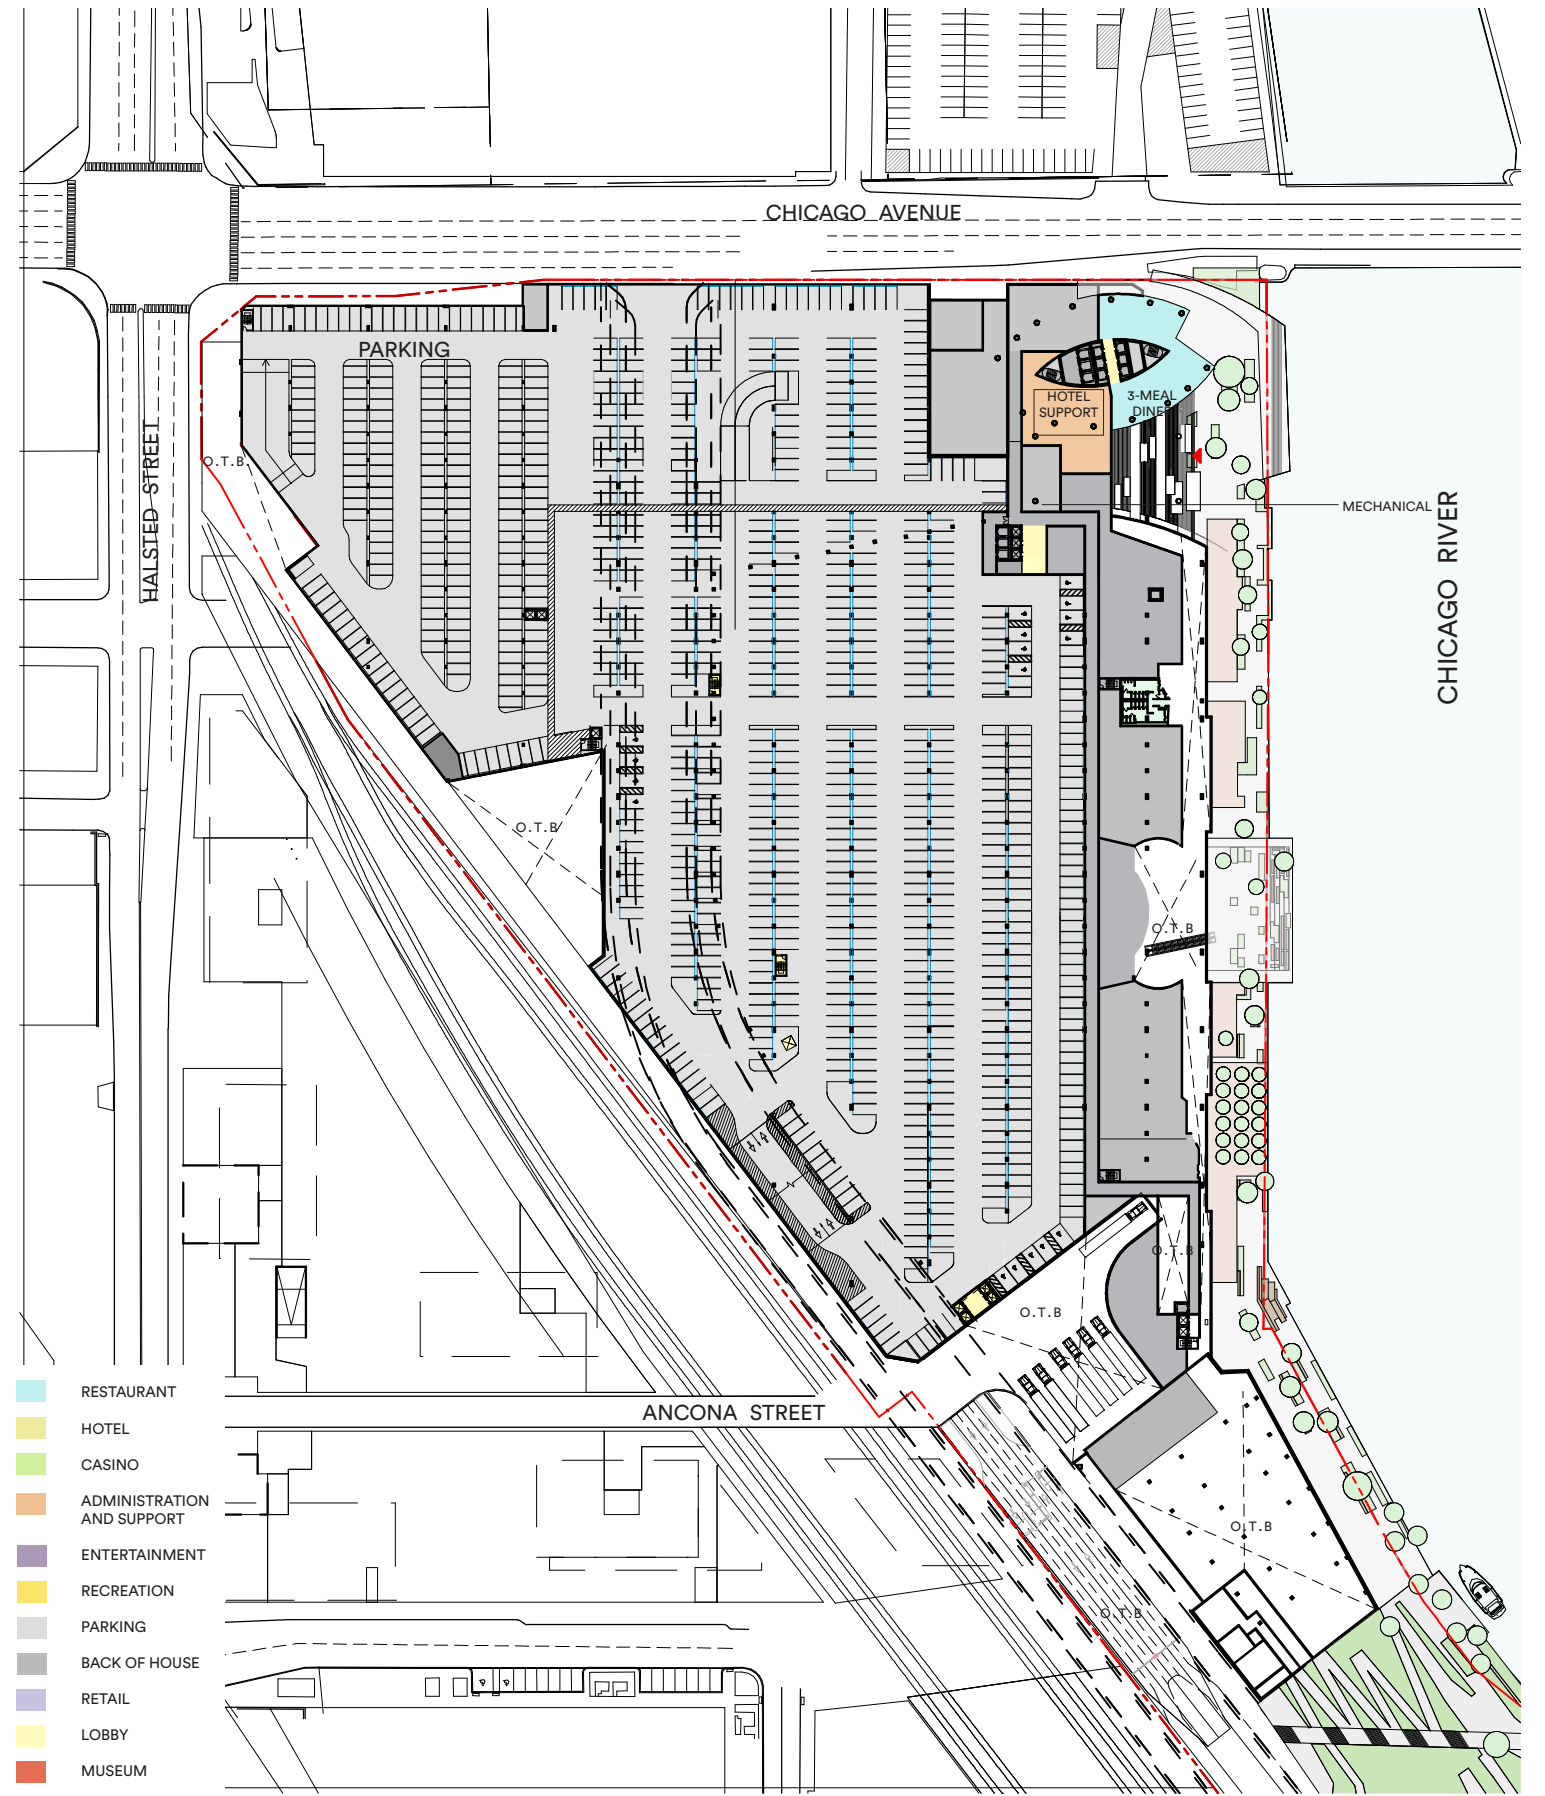 CHICAGO AVENUE
PARKING
HOTEL
SUPPORT
3-MEAL
DINER
HALSTED STREET
O.T.B.
MECHANICAL
CHICAGO RIVER
O.T.B
O.T.B
O.T.B
O.T.B
ANCONA STREET
O.T.B
O.T.B
RESTAURANT
HOTEL
CASINO
ADMINISTRATION
AND SUPPORT
ENTERTAINMENT
RECREATION
PARKING
BACK OF HOUSE
RETAIL
LOBBY
MUSEUM